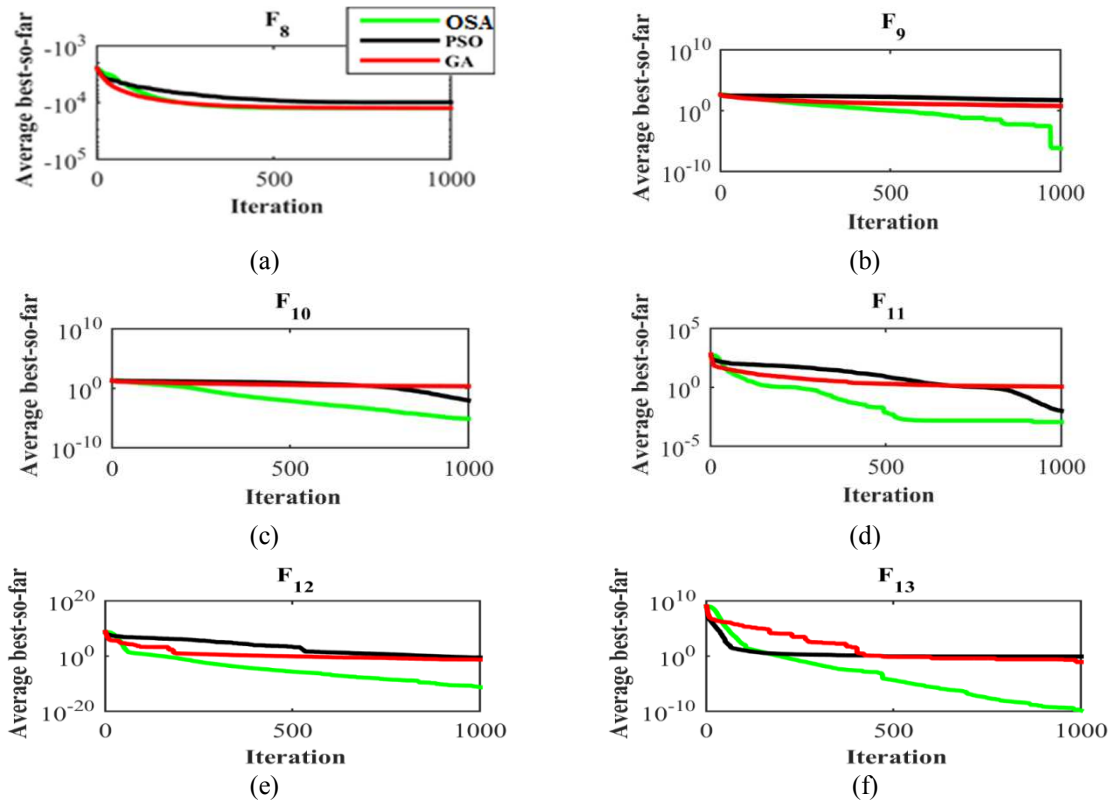 F8
OSA
PSO
GA
Average best-so-far
-10^3
-10^4
-10^5
0
500
1000
Iteration
(a)
F9
Average best-so-far
10^10
10^0
10^-10
0
500
1000
Iteration
(b)
F10
Average best-so-far
10^10
10^0
10^-10
0
500
1000
Iteration
(c)
F11
Average best-so-far
10^5
10^0
10^-5
0
500
1000
Iteration
(d)
F12
Average best-so-far
10^20
10^0
10^-20
0
500
1000
Iteration
(e)
F13
Average best-so-far
10^10
10^0
10^-10
0
500
1000
Iteration
(f)